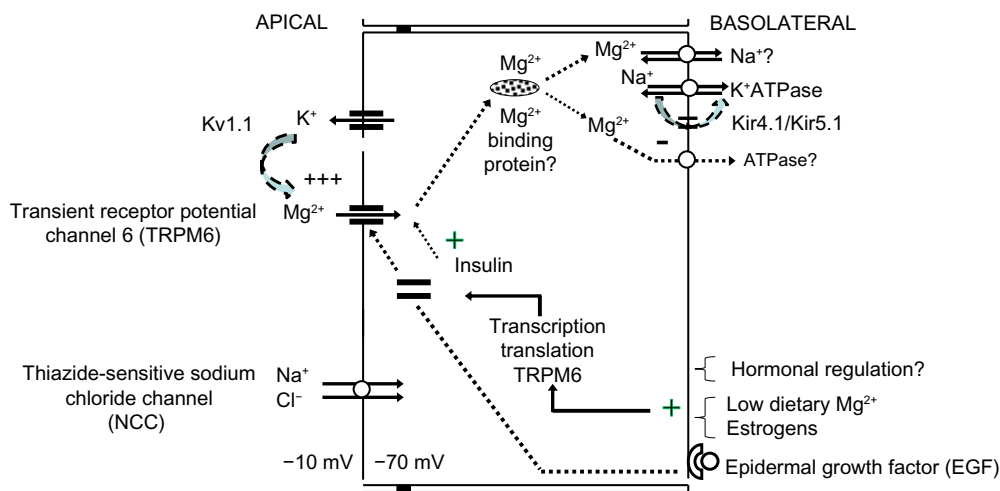 APICAL
BASOLATERAL
Mg²⁺
Na⁺?
Mg²⁺
Na⁺
K⁺ATPase
Kv1.1
K⁺
Mg²⁺
binding
protein?
Mg²⁺
Kir4.1/Kir5.1
-
ATPase?
+++
Mg²⁺
Transient receptor potential
channel 6 (TRPM6)
+
Insulin
Transcription
translation
TRPM6
Thiazide-sensitive sodium
chloride channel
(NCC)
Na⁺
Cl⁻
Hormonal regulation?
+
Low dietary Mg²⁺
Estrogens
−10 mV
−70 mV
Epidermal growth factor (EGF)